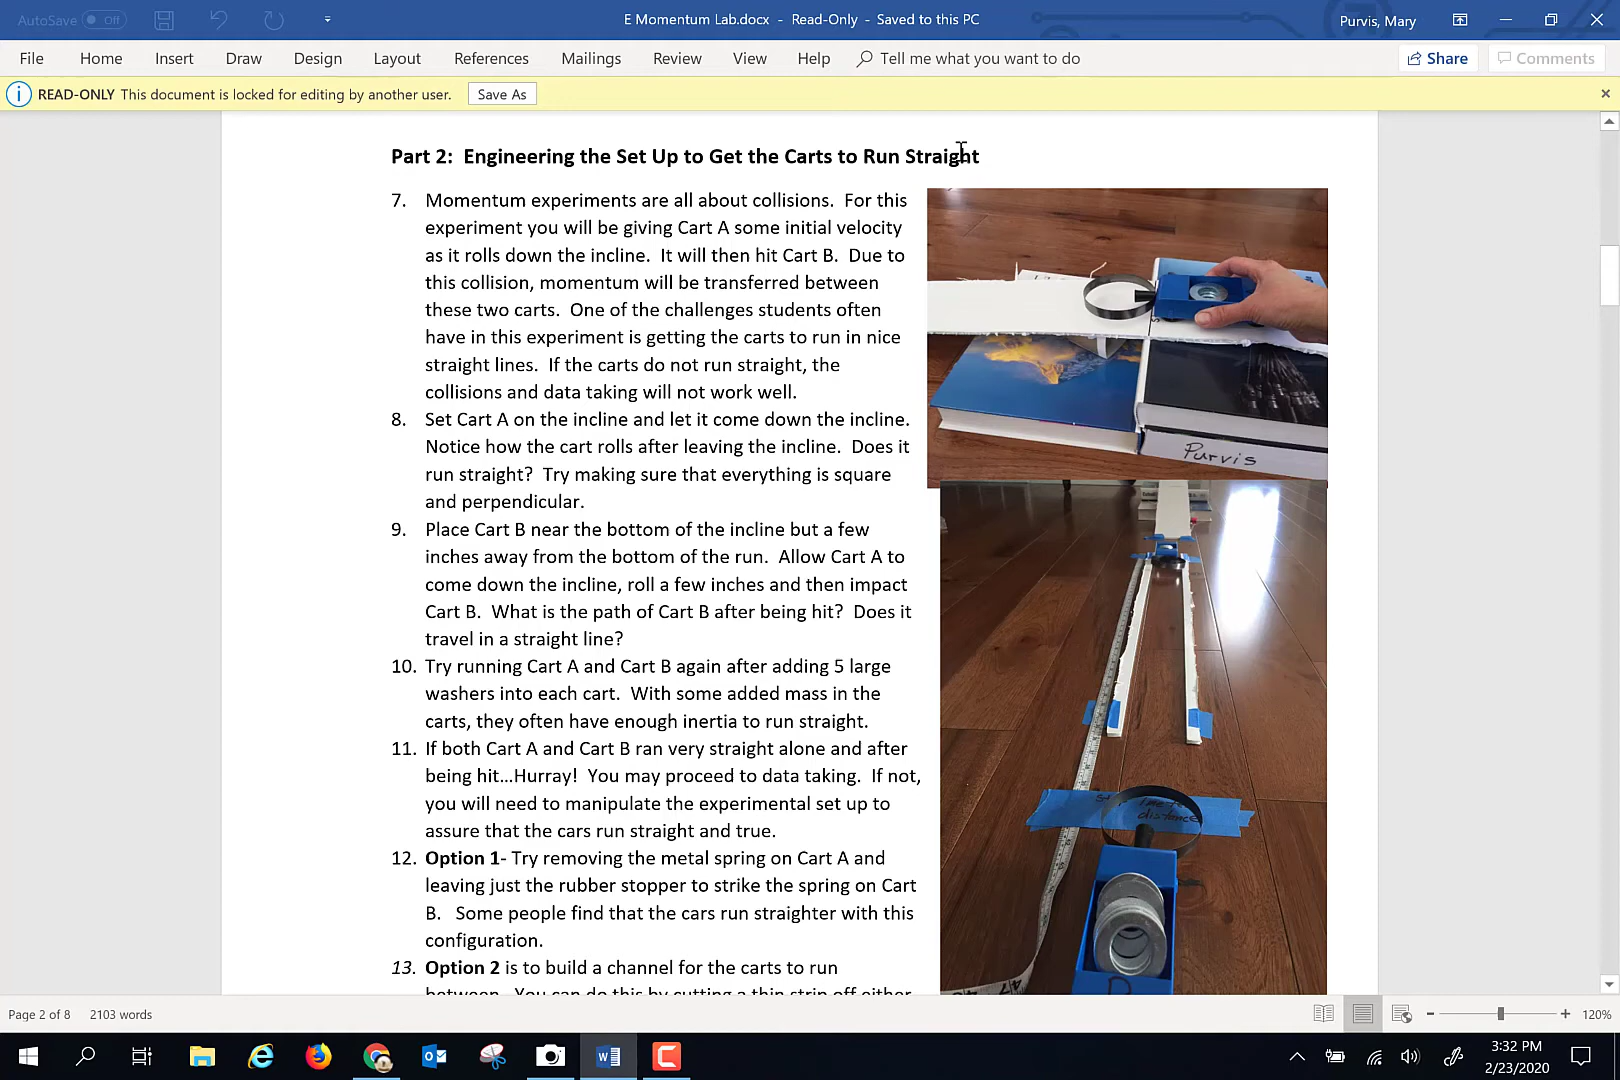 AutoSave Off
E Momentum Lab.docx - Read-Only - Saved to this PC
Purvis, Mary
File Home Insert Draw Design Layout References Mailings Review View Help Tell me what you want to do Share Comments
READ-ONLY This document is locked for editing by another user. Save As
Part 2: Engineering the Set Up to Get the Carts to Run Straight
7. Momentum experiments are all about collisions. For this
experiment you will be giving Cart A some initial velocity
as it rolls down the incline. It will then hit Cart B. Due to
this collision, momentum will be transferred between
these two carts. One of the challenges students often
have in this experiment is getting the carts to run in nice
straight lines. If the carts do not run straight, the
collisions and data taking will not work well.
8. Set Cart A on the incline and let it come down the incline.
Notice how the cart rolls after leaving the incline. Does it
run straight? Try making sure that everything is square
and perpendicular.
9. Place Cart B near the bottom of the incline but a few
inches away from the bottom of the run. Allow Cart A to
come down the incline, roll a few inches and then impact
Cart B. What is the path of Cart B after being hit? Does it
travel in a straight line?
10. Try running Cart A and Cart B again after adding 5 large
washers into each cart. With some added mass in the
carts, they often have enough inertia to run straight.
11. If both Cart A and Cart B ran very straight alone and after
being hit...Hurray! You may proceed to data taking. If not,
you will need to manipulate the experimental set up to
assure that the cars run straight and true.
12. Option 1- Try removing the metal spring on Cart A and
leaving just the rubber stopper to strike the spring on Cart
B. Some people find that the cars run straighter with this
configuration.
13. Option 2 is to build a channel for the carts to run
between. You can do this by cutting a thin strip off either
Purvis
distance
47
Page 2 of 8 2103 words
120%
3:32 PM
2/23/2020